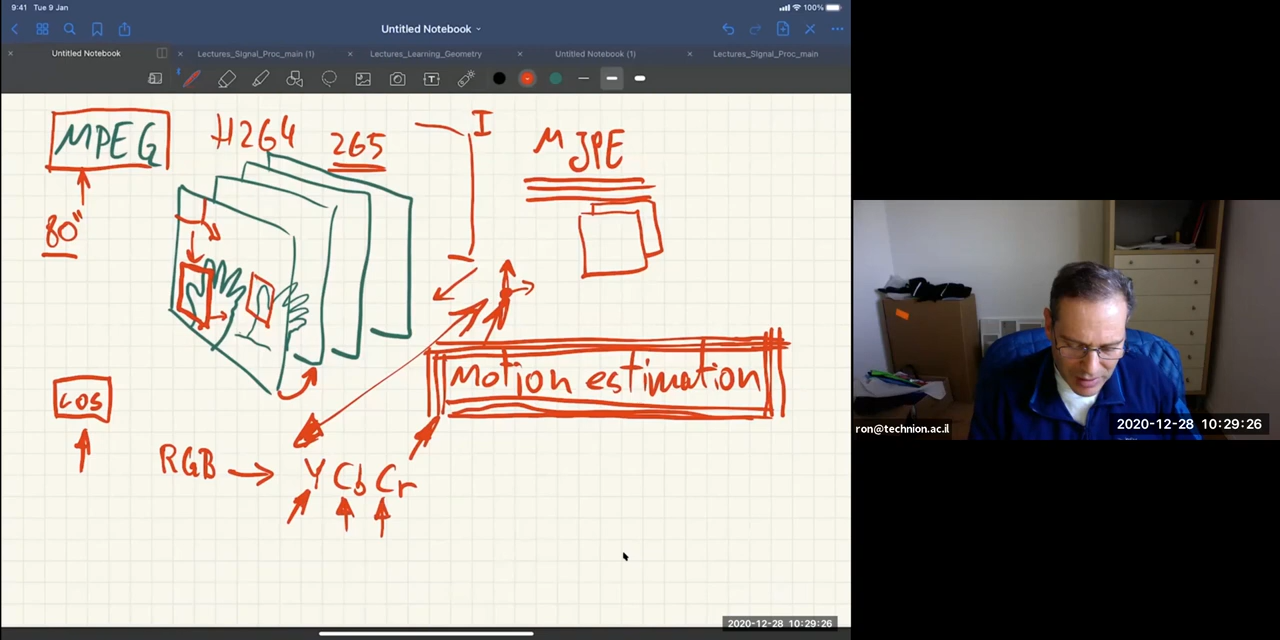 9:41 Tue 9 Jan
100%
Untitled Notebook
Untitled Notebook
Lectures_Signal_Proc_main (1)
Lectures_Learning_Geometry
Untitled Notebook (1)
Lectures_Signal_Proc_main
MPEG
H264
265
I
MJPE
80"
Motion estimation
cos
RGB → Y Cb Cr
ron@technion.ac.il
2020-12-28 10:29:26
2020-12-28 10:29:26